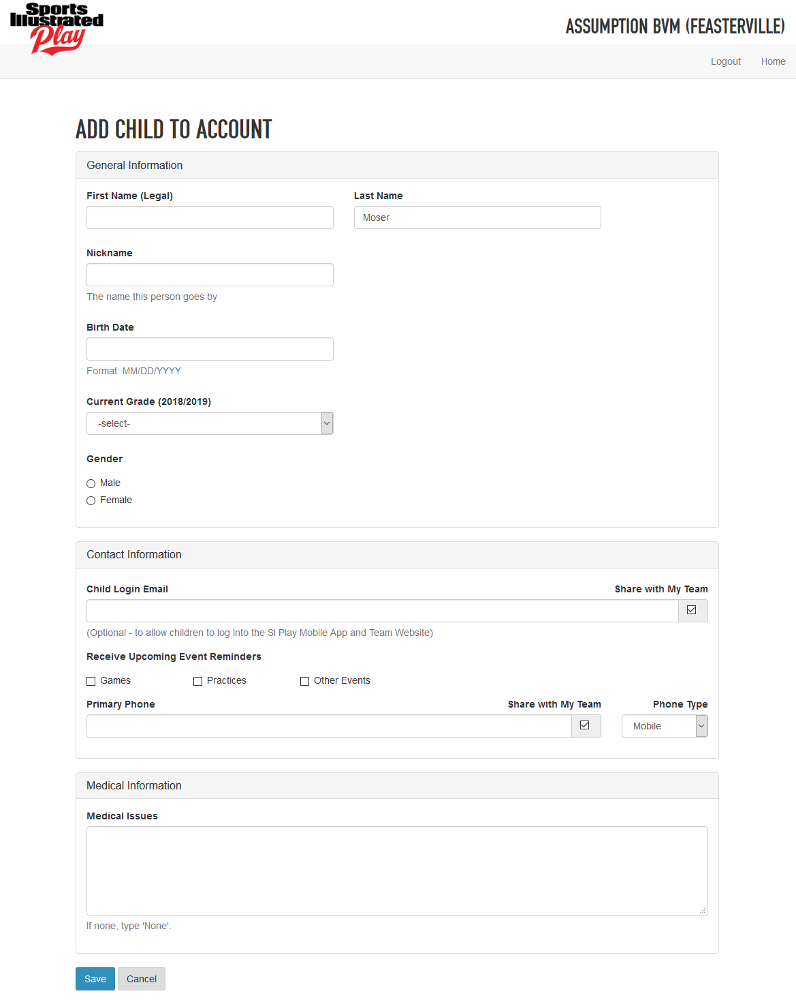 Sports
Illustrated
Play
ASSUMPTION BVM (FEASTERVILLE)
Logout Home
ADD CHILD TO ACCOUNT
General Information
First Name (Legal) Last Name
Moser
Nickname
The name this person goes by
Birth Date
Format: MM/DD/YYYY
Current Grade (2018/2019)
-select-
Gender
Male
Female
Contact Information
Child Login Email Share with My Team
(Optional - to allow children to log into the SI Play Mobile App and Team Website)
Receive Upcoming Event Reminders
Games Practices Other Events
Primary Phone Share with My Team Phone Type
Mobile
Medical Information
Medical Issues
If none, type 'None'.
Save Cancel